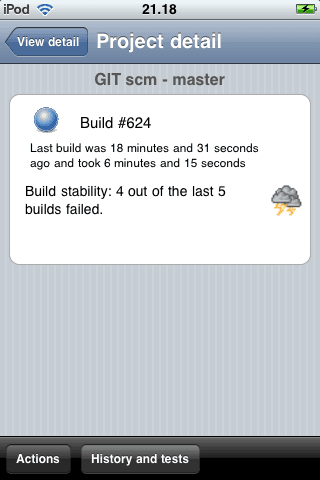 iPod 21.18
View detail Project detail
GIT scm - master
Build #624
Last build was 18 minutes and 31 seconds
ago and took 6 minutes and 15 seconds
Build stability: 4 out of the last 5
builds failed.
Actions History and tests